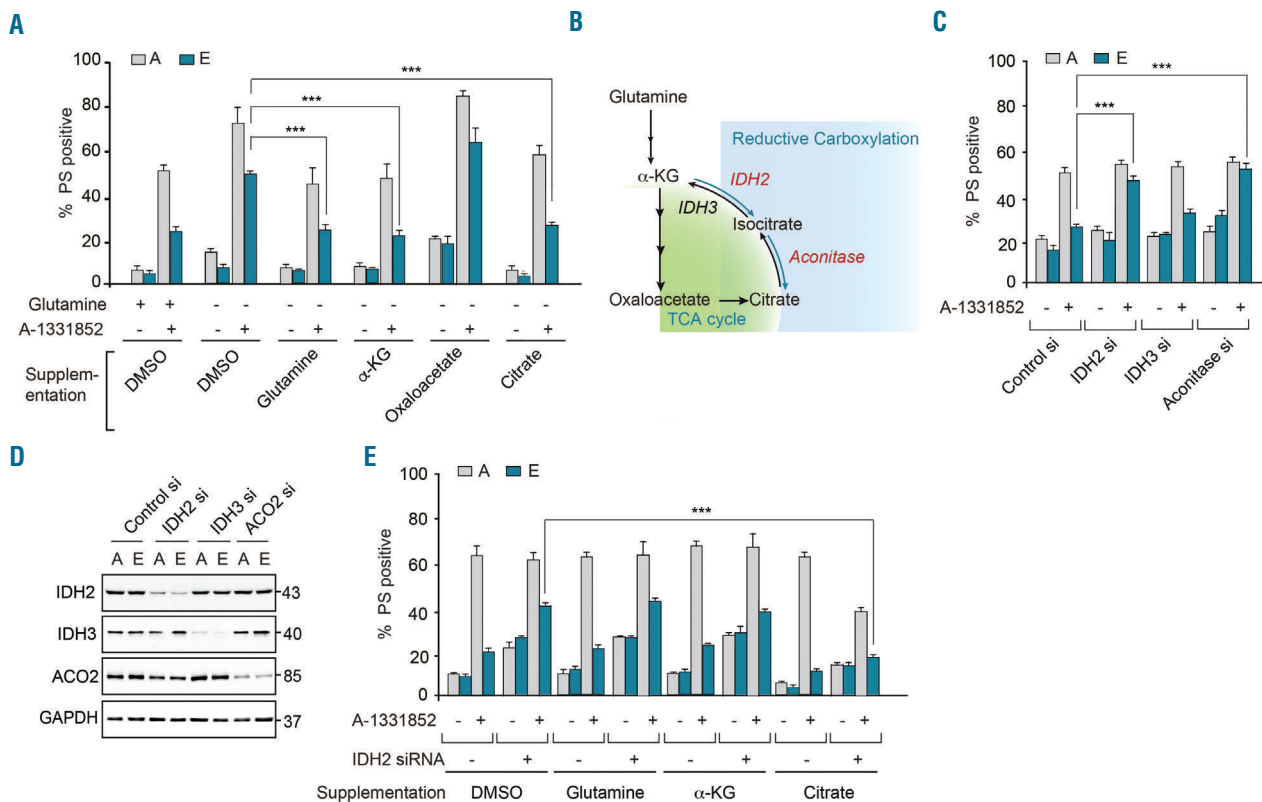 A
A E
% PS positive
100
80
60
40
20
0
***
***
***
Glutamine + + - - - - - - - - - -
A-1331852 - + - + - + - + - + - +
Supplem-
entation
DMSO DMSO Glutamine α-KG Oxaloacetate Citrate
B
Glutamine
Reductive Carboxylation
α-KG
IDH2
IDH3
Isocitrate
Aconitase
Oxaloacetate Citrate
TCA cycle
C
A E
% PS positive
100
80
60
40
20
0
***
***
A-1331852 - + - + - + - +
Control si IDH2 si IDH3 si Aconitase si
D
Control si IDH2 si IDH3 si ACO2 si
A E A E A E A E
IDH2 -43
IDH3 -40
ACO2 -85
GAPDH -37
E
A E
% PS positive
100
80
60
40
20
0
***
A-1331852 - + - + - + - + - + - + - + - +
IDH2 siRNA - + - + - + - +
Supplementation DMSO Glutamine α-KG Citrate